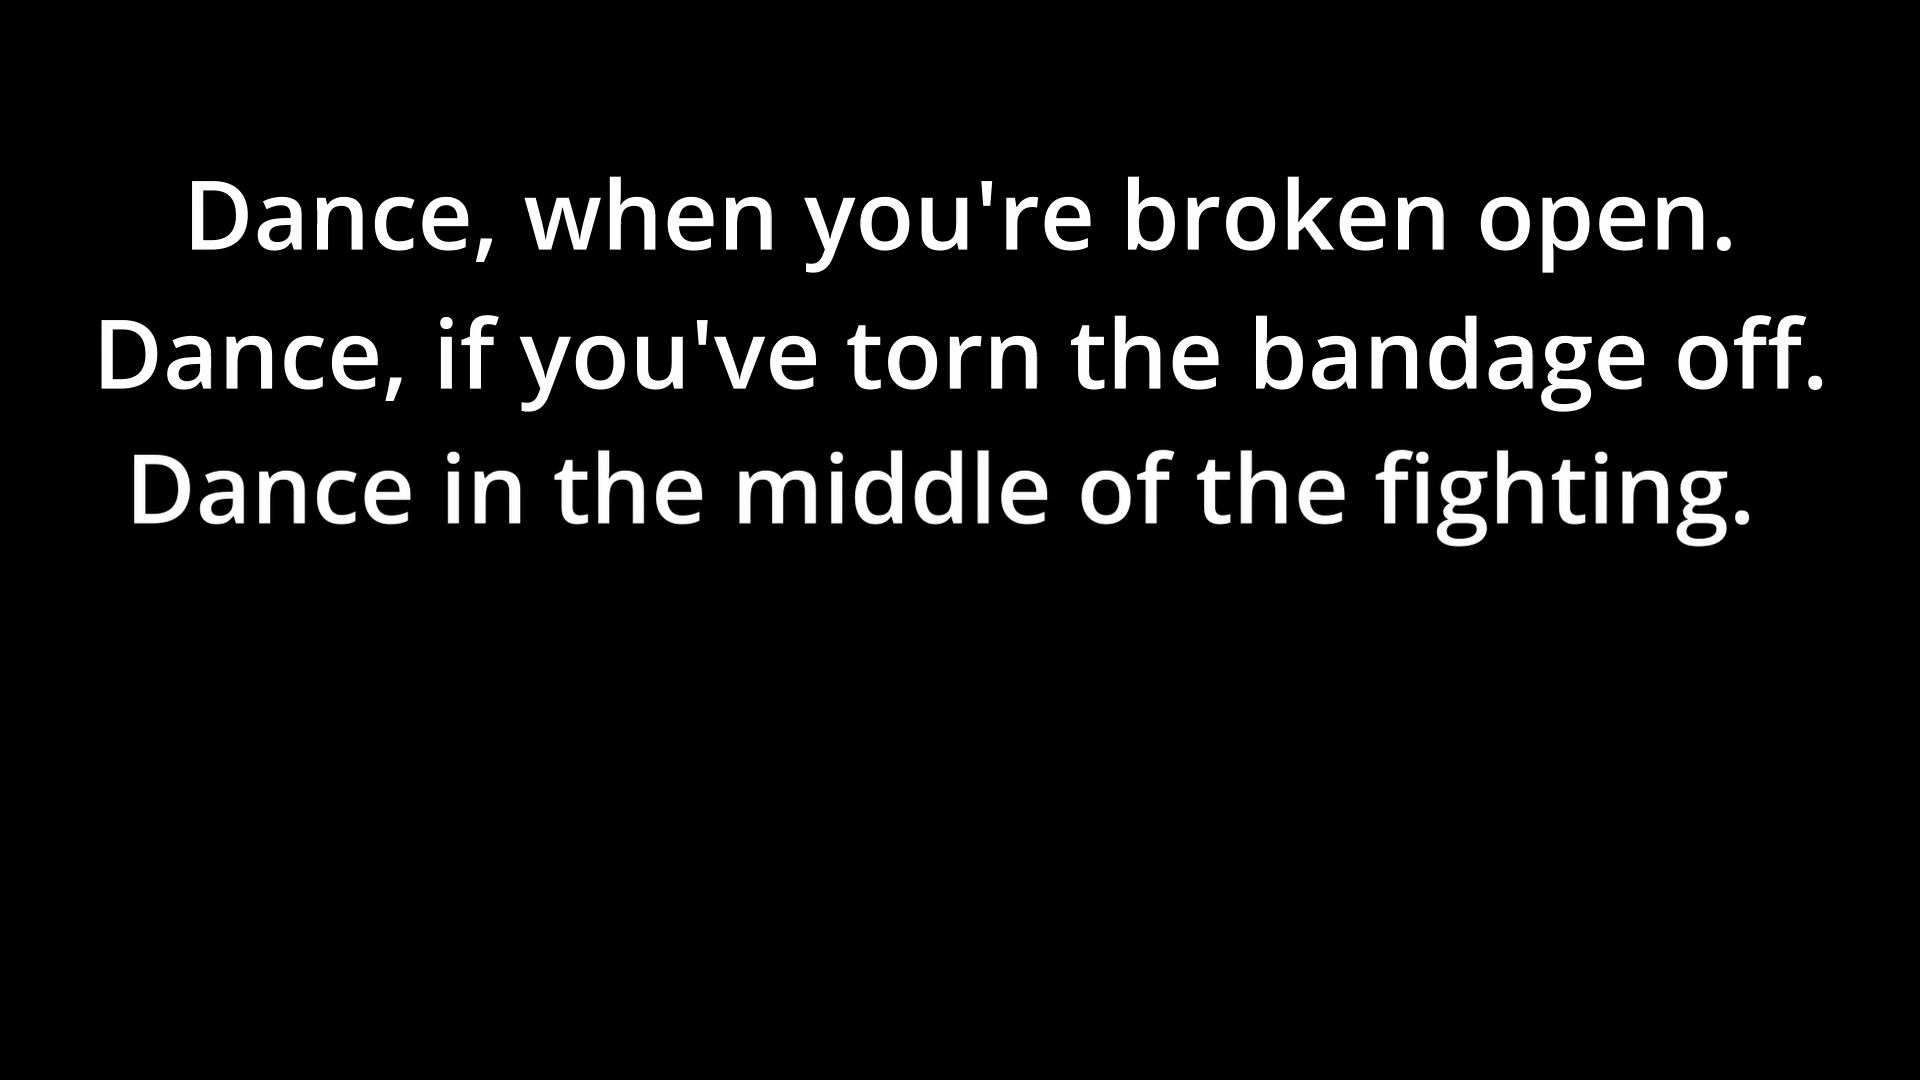 Dance, when you're broken open.
Dance, if you've torn the bandage off.
Dance in the middle of the fighting.